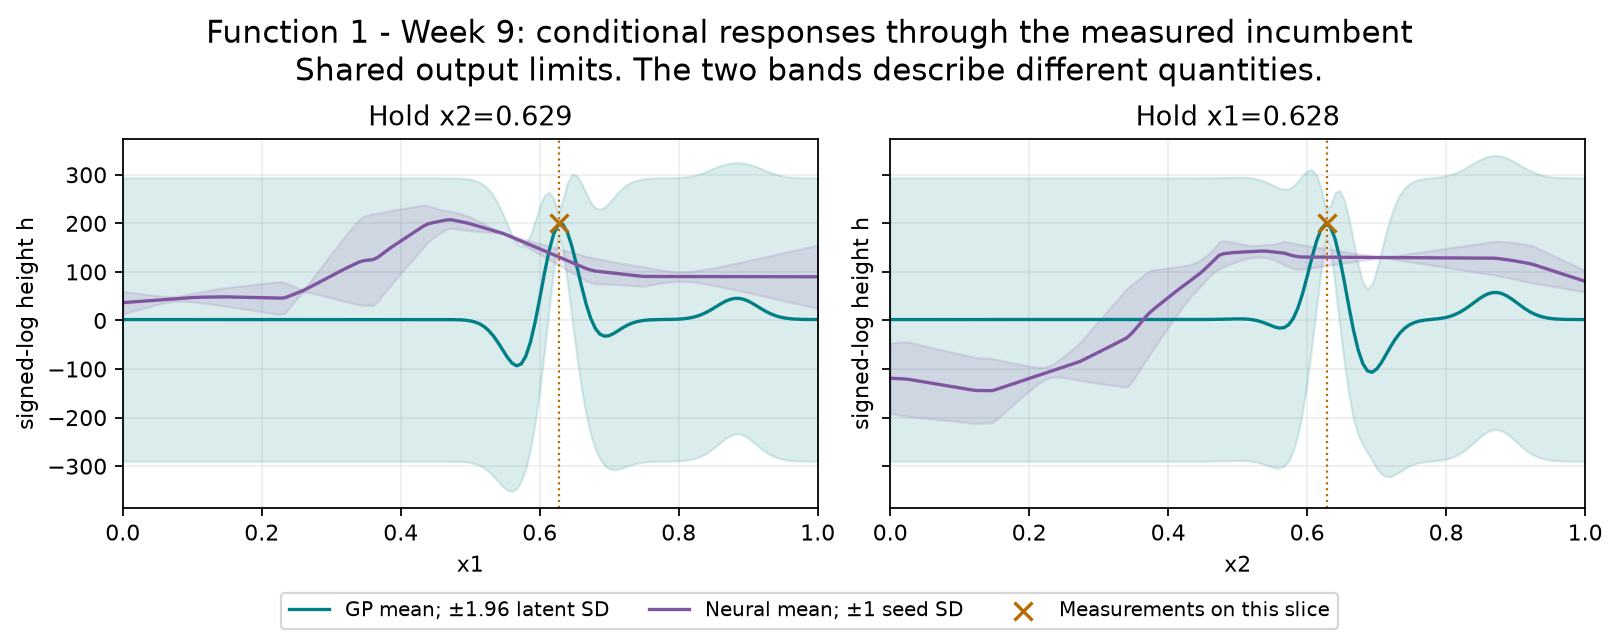 Function 1 - Week 9: conditional responses through the measured incumbent
Shared output limits. The two bands describe different quantities.
Hold x2=0.629
Hold x1=0.628
signed-log height h
300
200
100
0
−100
−200
−300
0.0 0.2 0.4 0.6 0.8 1.0
x1
signed-log height h
0.0 0.2 0.4 0.6 0.8 1.0
x2
GP mean; ±1.96 latent SD
Neural mean; ±1 seed SD
Measurements on this slice